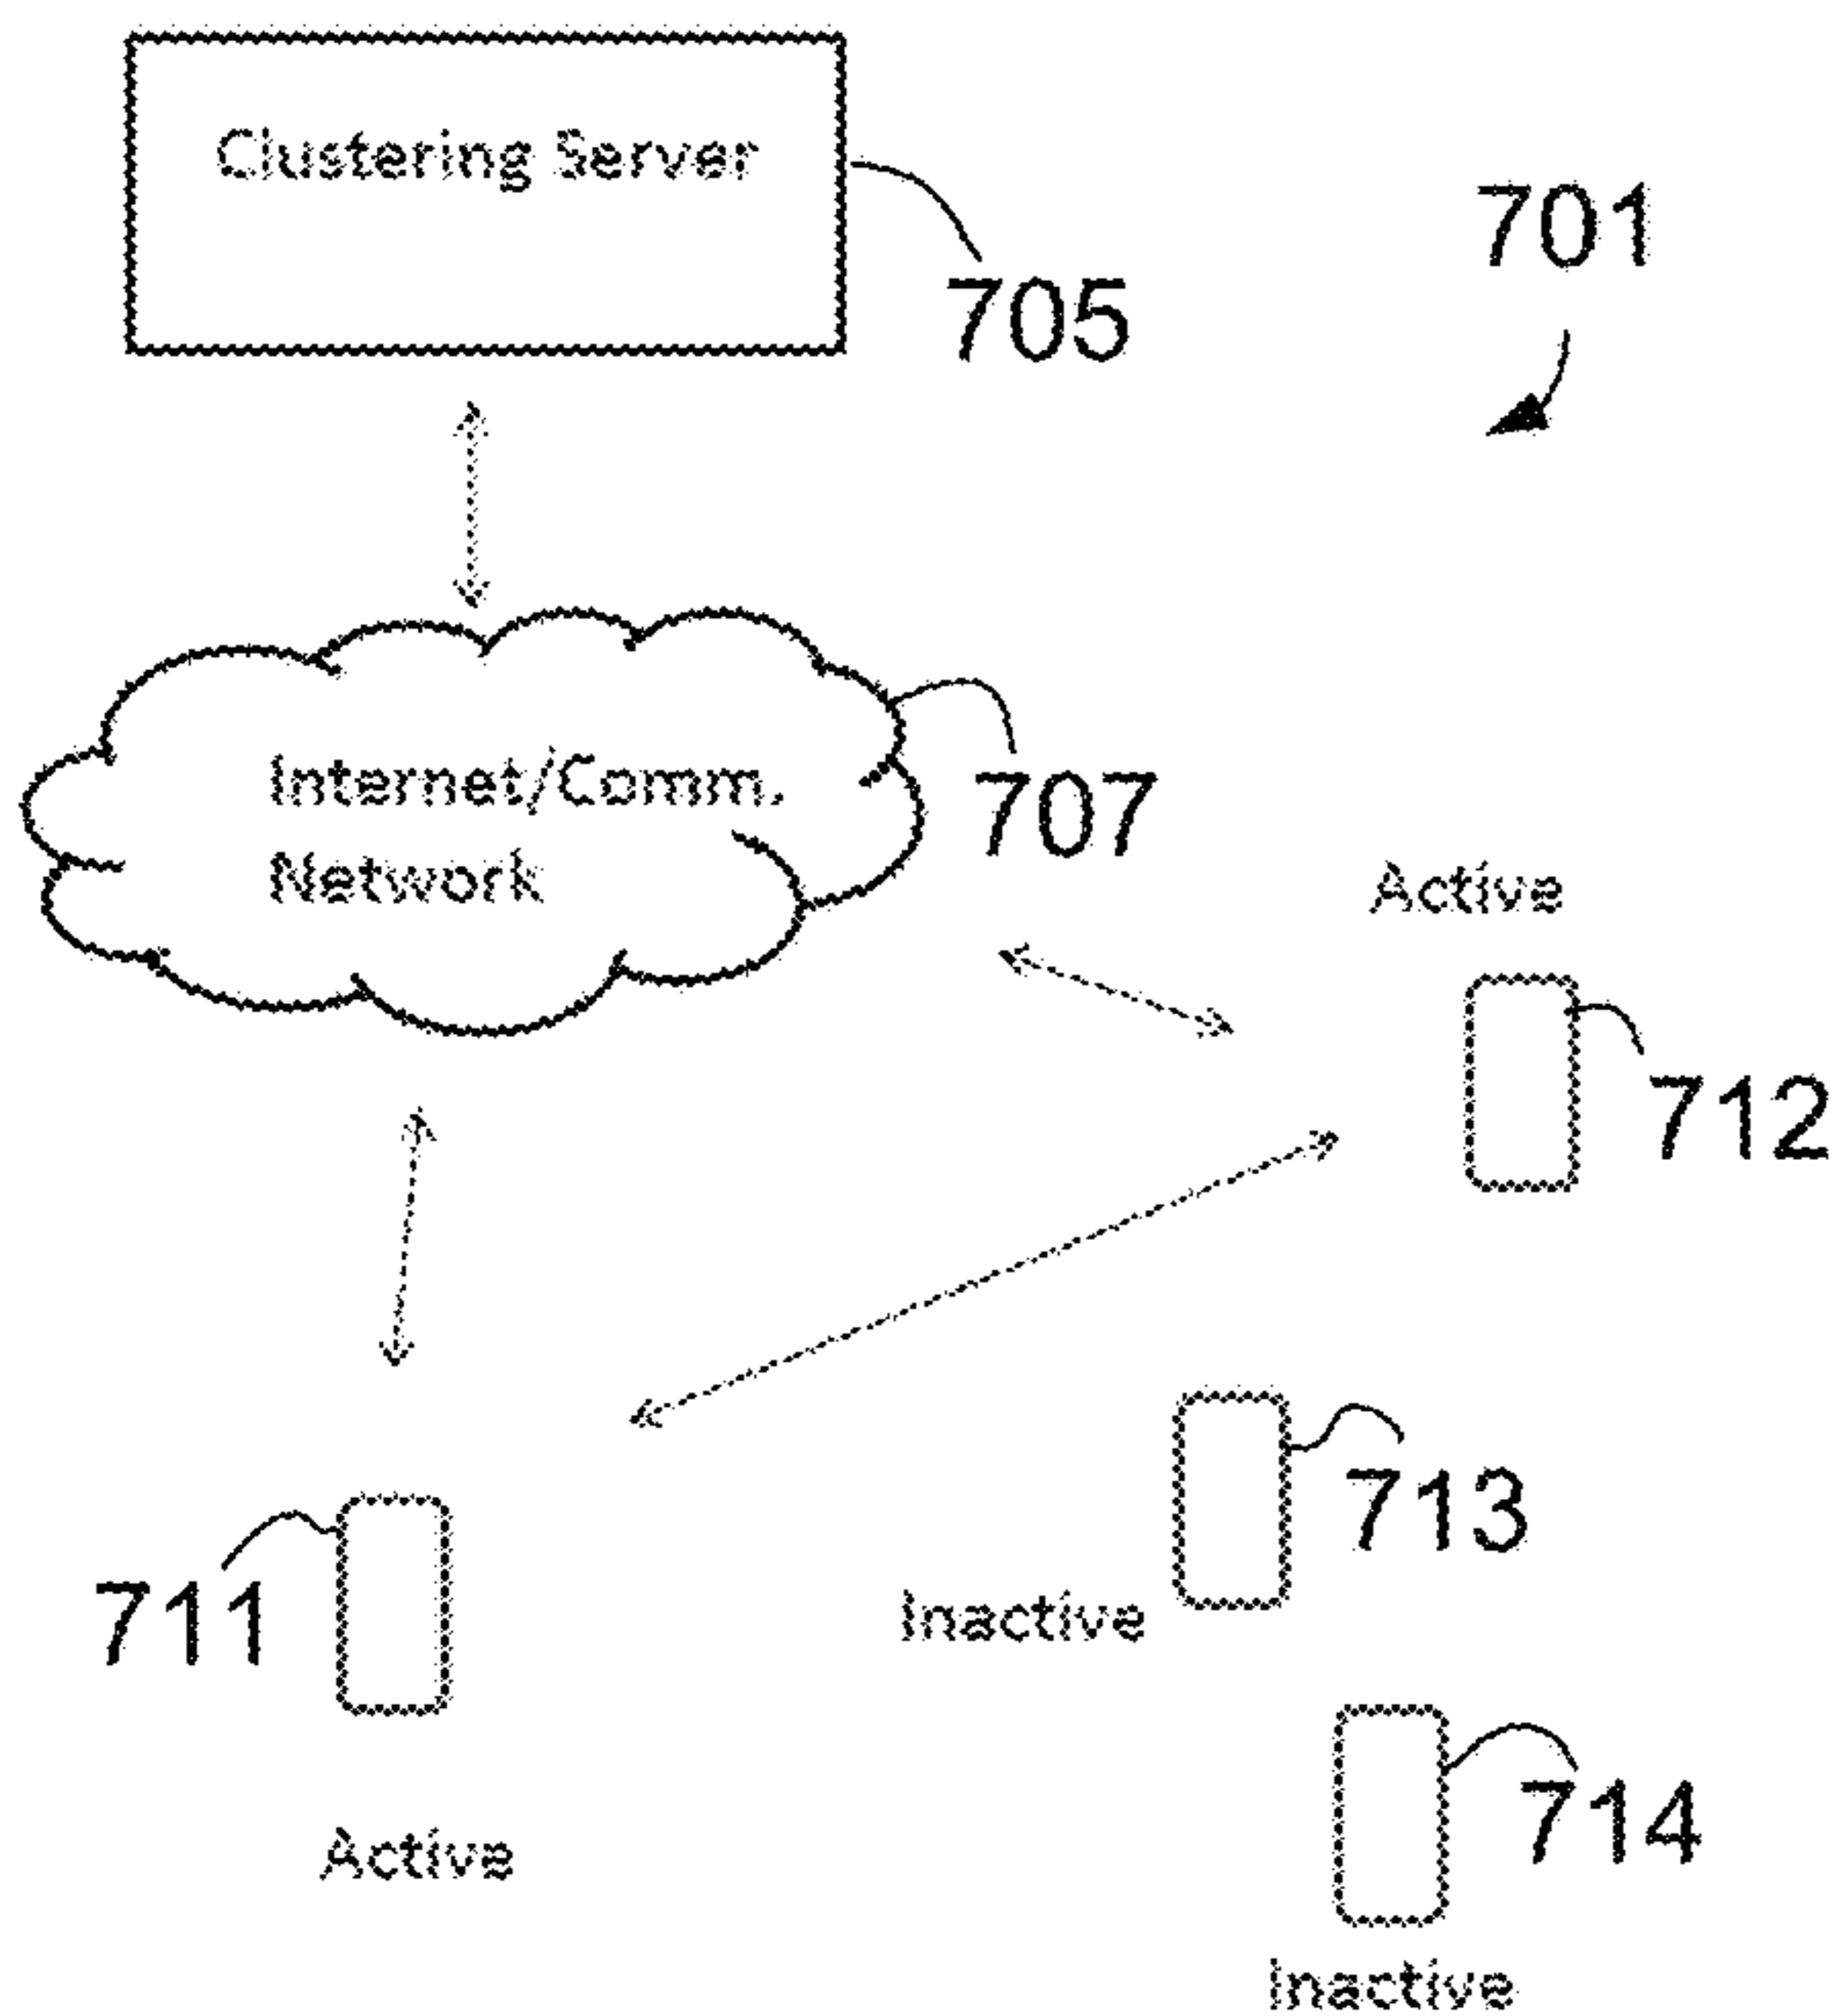 Clustering Server
701
705
Internet/Comm.
Network
707
Active
712
713
711
Inactive
714
Active
Inactive